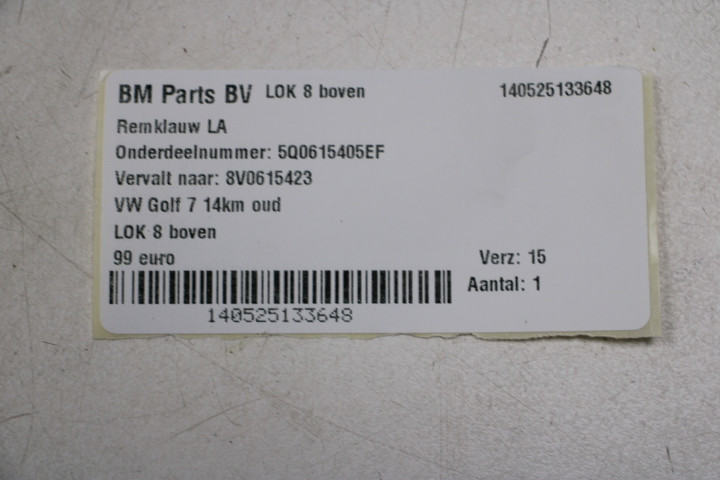 BM Parts BV LOK 8 boven 140525133648
Remklauw LA
Onderdeelnummer: 5Q0615405EF
Vervalt naar: 8V0615423
VW Golf 7 14km oud
LOK 8 boven
99 euro Verz: 15
Aantal: 1
140525133648